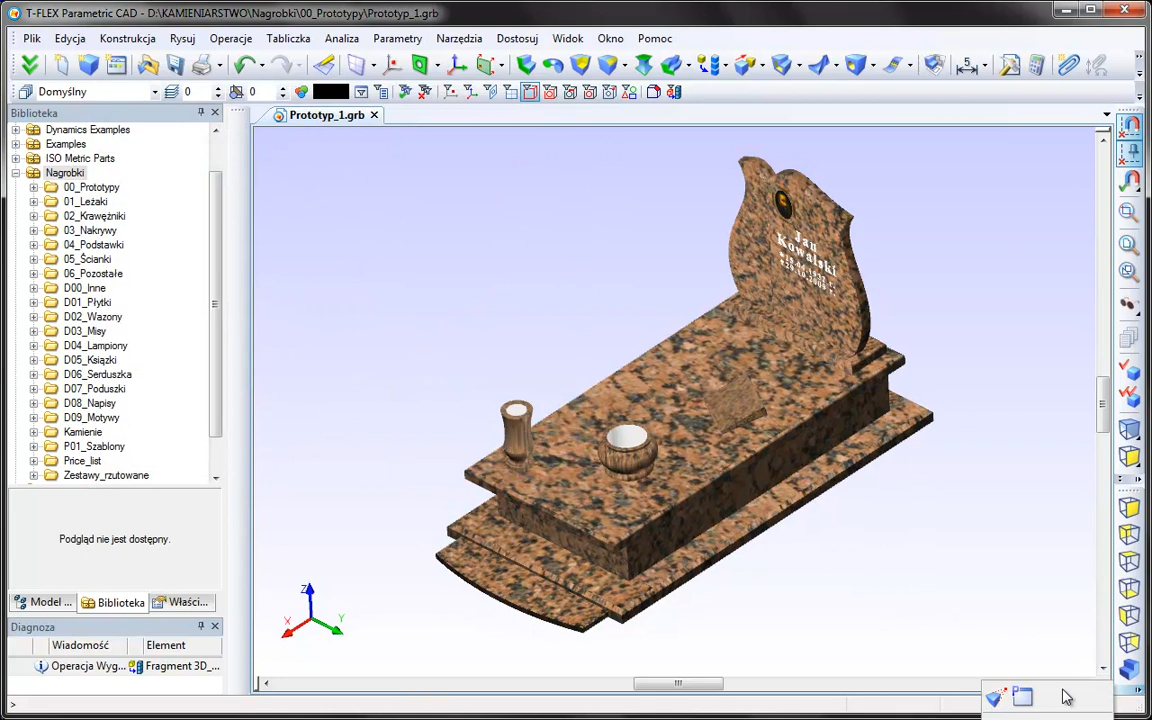 T-FLEX Parametric CAD - D:\KAMIENIARSTWO\Nagrobki\00_Prototypy\Prototyp_1.grb
Plik Edycja Konstrukcja Rysuj Operacje Tabliczka Analiza Parametry Narzędzia Dostosuj Widok Okno Pomoc
5
Domyślny 0 0
Biblioteka
Prototyp_1.grb
Dynamics Examples
Examples
ISO Metric Parts
Nagrobki
00_Prototypy
01_Leżaki
02_Krawężniki
03_Nakrywy
04_Podstawki
05_Ścianki
06_Pozostałe
D00_Inne
D01_Płytki
D02_Wazony
D03_Misy
D04_Lampiony
D05_Ksiązki
D06_Serduszka
D07_Poduszki
D08_Napisy
D09_Motywy
Kamienie
P01_Szablony
Price_list
Zestawy_rzutowane
Jan
Kowalski
Podgląd nie jest dostępny.
Z
X
Y
Model ... Biblioteka Właści...
Diagnoza
Wiadomość Element
Operacja Wyg... Fragment 3D_...
>